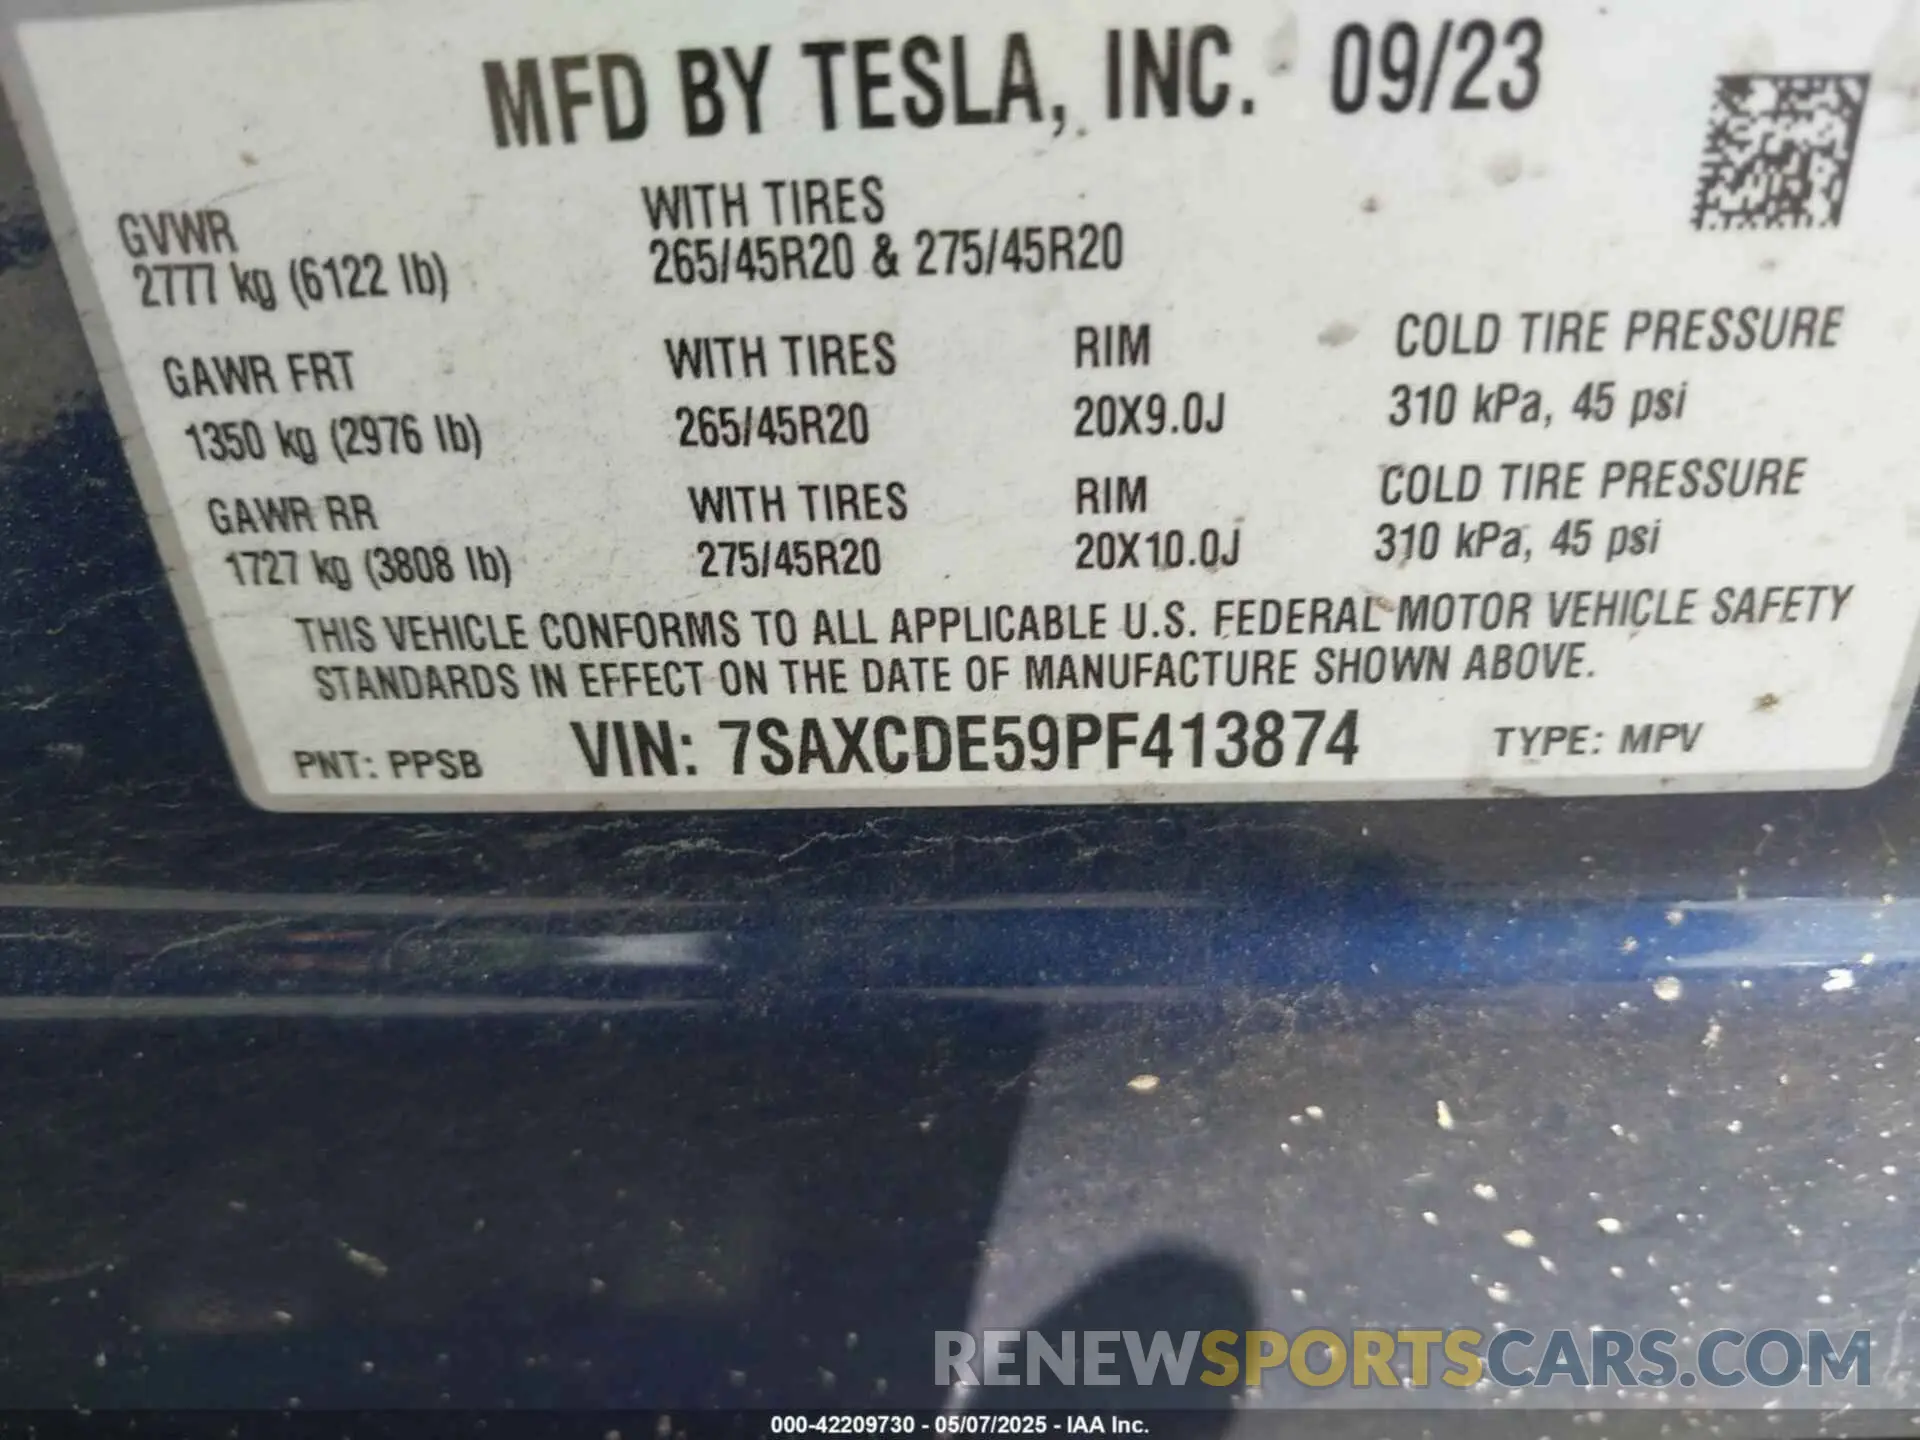 MFD BY TESLA, INC. 09/23
GVWR
2777 kg (6122 lb)
WITH TIRES
265/45R20 & 275/45R20
GAWR FRT
1350 kg (2976 lb)
WITH TIRES
265/45R20
RIM
20X9.0J
COLD TIRE PRESSURE
310 kPa, 45 psi
GAWR RR
1727 kg (3808 lb)
WITH TIRES
275/45R20
RIM
20X10.0J
COLD TIRE PRESSURE
310 kPa, 45 psi
THIS VEHICLE CONFORMS TO ALL APPLICABLE U.S. FEDERAL MOTOR VEHICLE SAFETY
STANDARDS IN EFFECT ON THE DATE OF MANUFACTURE SHOWN ABOVE.
PNT: PPSB VIN: 7SAXCDE59PF413874 TYPE: MPV
RENEWSPORTSCARS.COM
000-42209730 - 05/07/2025 - IAA Inc.